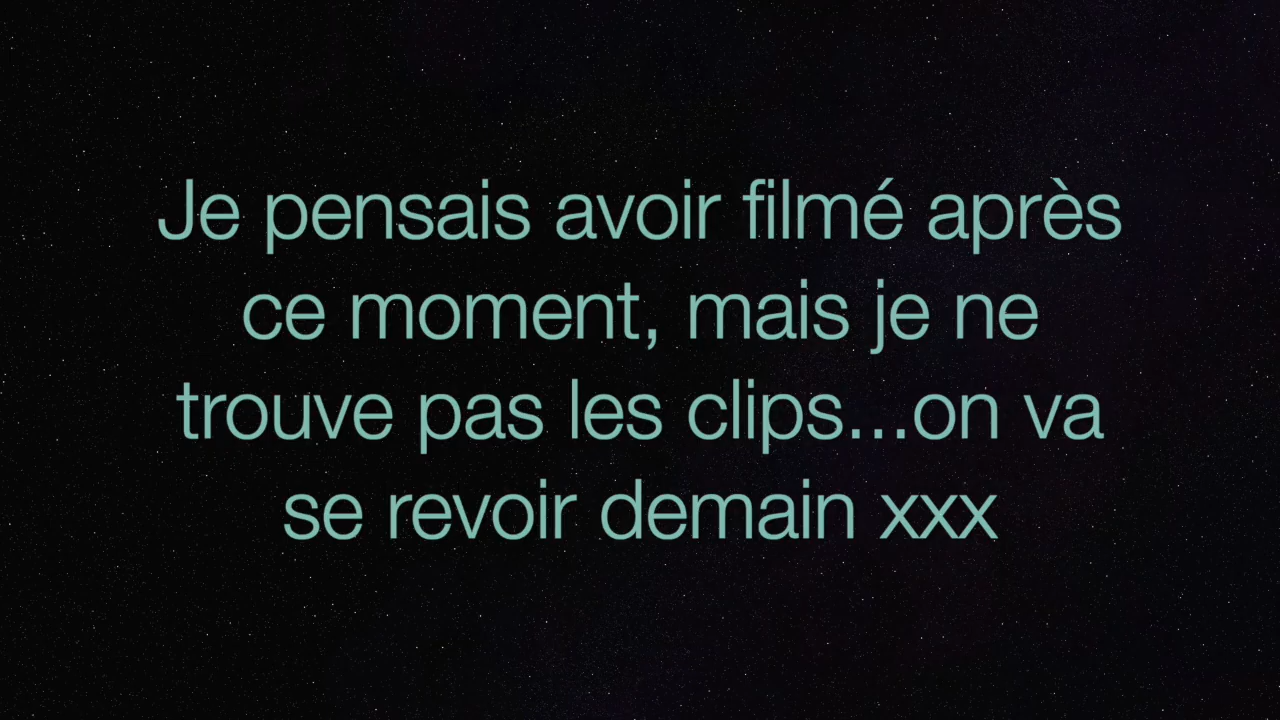 Je pensais avoir filmé après
ce moment, mais je ne
trouve pas les clips...on va
se revoir demain xxx